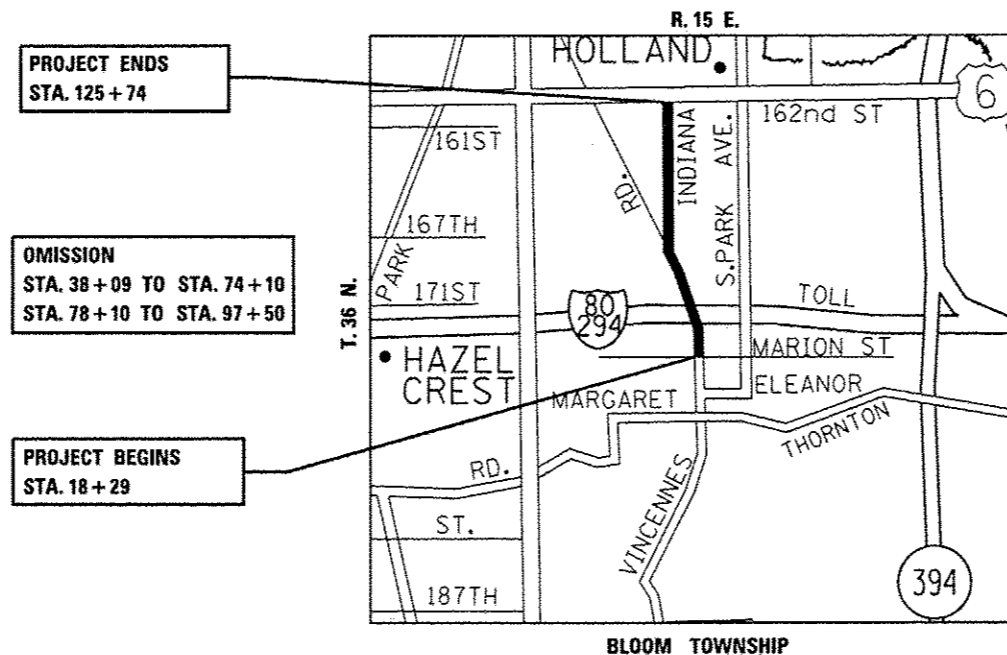 R. 15 E.
PROJECT ENDS
STA. 125+74
HOLLAND
6
162nd ST
161ST
INDIANA
S.PARK AVE.
RD.
167TH
PARK
OMISSION
STA. 38+09 TO STA. 74+10
STA. 78+10 TO STA. 97+50
T. 36 N.
171ST
80
294
TOLL
HAZEL
CREST
MARION ST
MARGARET
ELEANOR
THORNTON
PROJECT BEGINS
STA. 18+29
RD.
ST.
VINCENNES
187TH
394
BLOOM TOWNSHIP